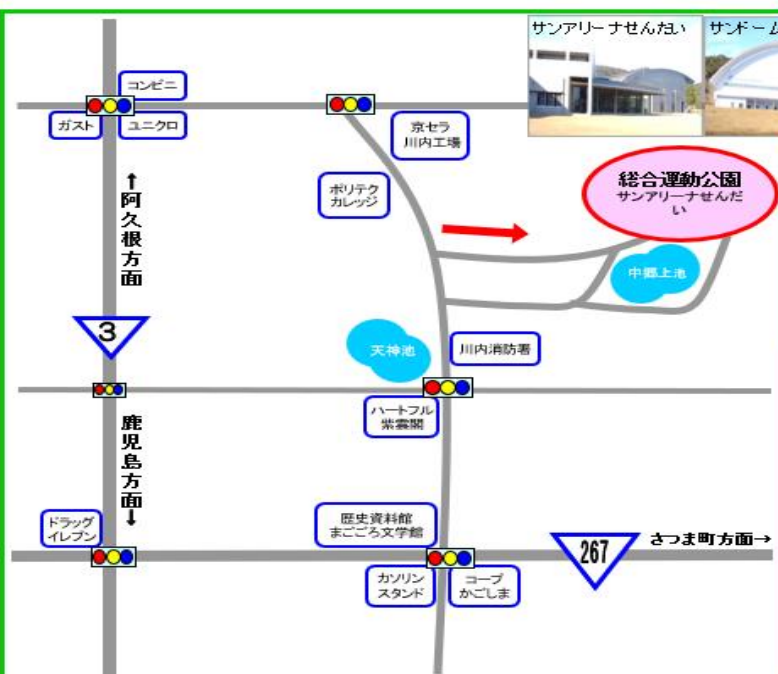 サンアリーナせんだい
サンドーム
コンビニ
ガスト
ユニクロ
京セラ
川内工場
ポリテク
カレッジ
総合運動公園
サンアリーナせんだ
い
↑阿久根方面
中郷上池
3
天神池
川内消防署
ハートフル
紫雲閣
鹿児島方面↓
歴史資料館
まごころ文学館
ドラッグ
イレブン
267
さつま町方面→
カソリン
スタンド
コープ
かごしま